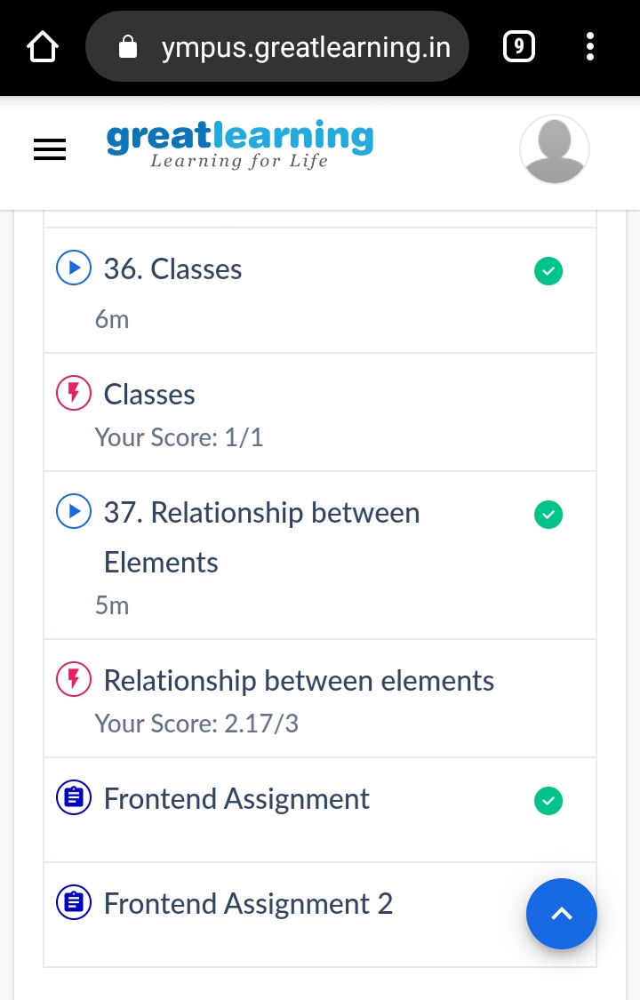 ympus.greatlearning.in
9
greatlearning
Learning for Life
36. Classes
6m
Classes
Your Score: 1/1
37. Relationship between
Elements
5m
Relationship between elements
Your Score: 2.17/3
Frontend Assignment
Frontend Assignment 2